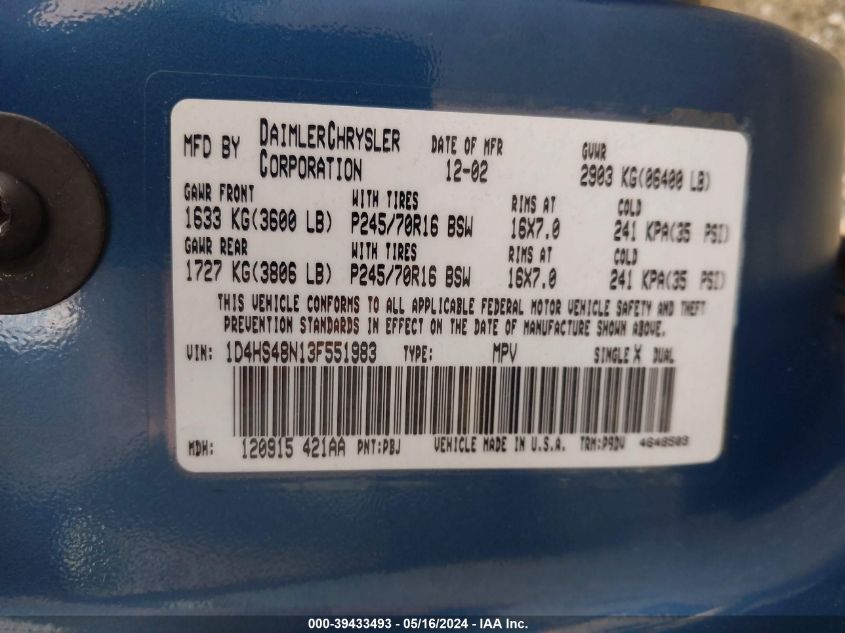 MFD BY DAIMLERCHRYSLER CORPORATION DATE OF MFR 12-02 GVWR 2903 KG(06400 LB)
GAWR FRONT WITH TIRES RIMS AT COLD
1633 KG(3600 LB) P245/70R16 BSW 16X7.0 241 KPA(35 PSI)
GAWR REAR WITH TIRES RIMS AT COLD
1727 KG(3806 LB) P245/70R16 BSW 16X7.0 241 KPA(35 PSI)
THIS VEHICLE CONFORMS TO ALL APPLICABLE FEDERAL MOTOR VEHICLE SAFETY AND THEFT
PREVENTION STANDARDS IN EFFECT ON THE DATE OF MANUFACTURE SHOWN ABOVE.
VIN: 1D4HS48N13F551983 TYPE: MPV SINGLE X DUAL
MDH: 120915 421AA PNT:PBJ VEHICLE MADE IN U.S.A. TRM:P9DV 4648503
000-39433493 - 05/16/2024 - IAA Inc.